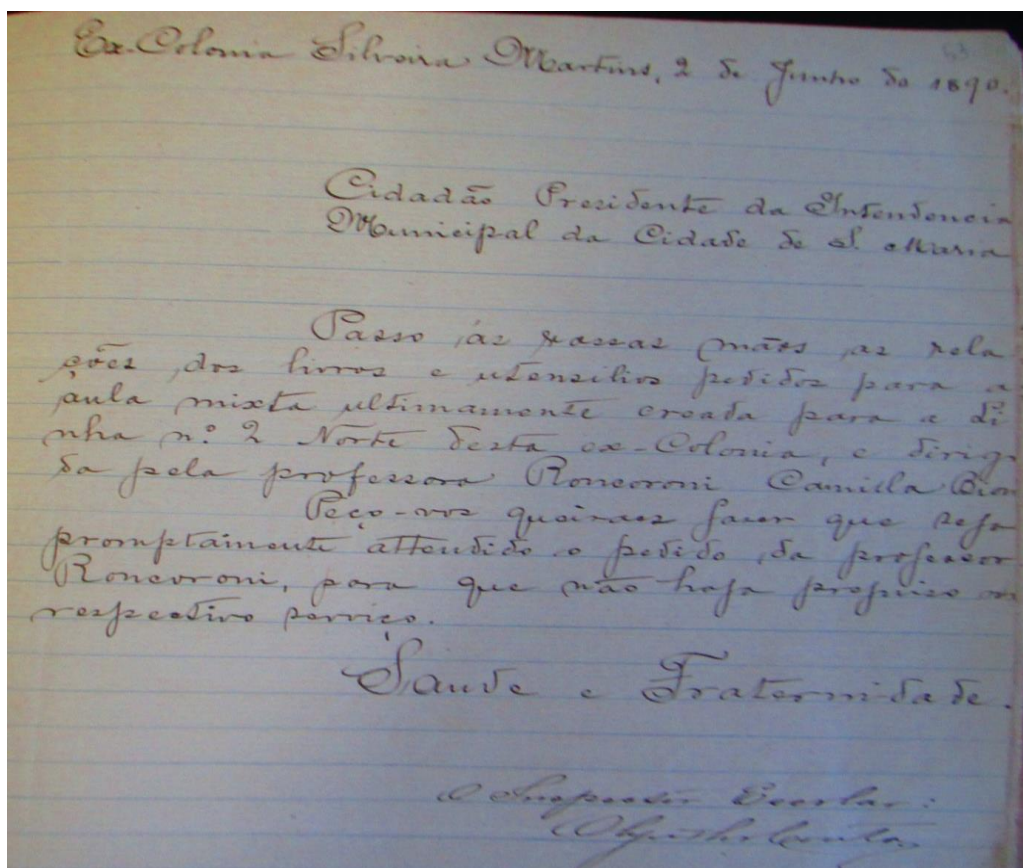 Ex-Colonia Silveira Martins, 2 de Junho de 1890.
Cidadão Presidente da Intendencia
Municipal da Cidade de S. Maria
Passo ás vossas mãos as rela
ções dos livros e utensilios pedidos para a
aula mixta ultimamente creada para a Li
nha n.º 2 Norte desta ex-Colonia, e dirigi
da pela professora Roncoroni Camilla
Peço-vos queiraes fazer que seja
promptamente attendido o pedido da professora
Roncoroni, para que não haja prejuizo no
respectivo serviço.
Saude e Fraternidade.
O Inspector Escolar: